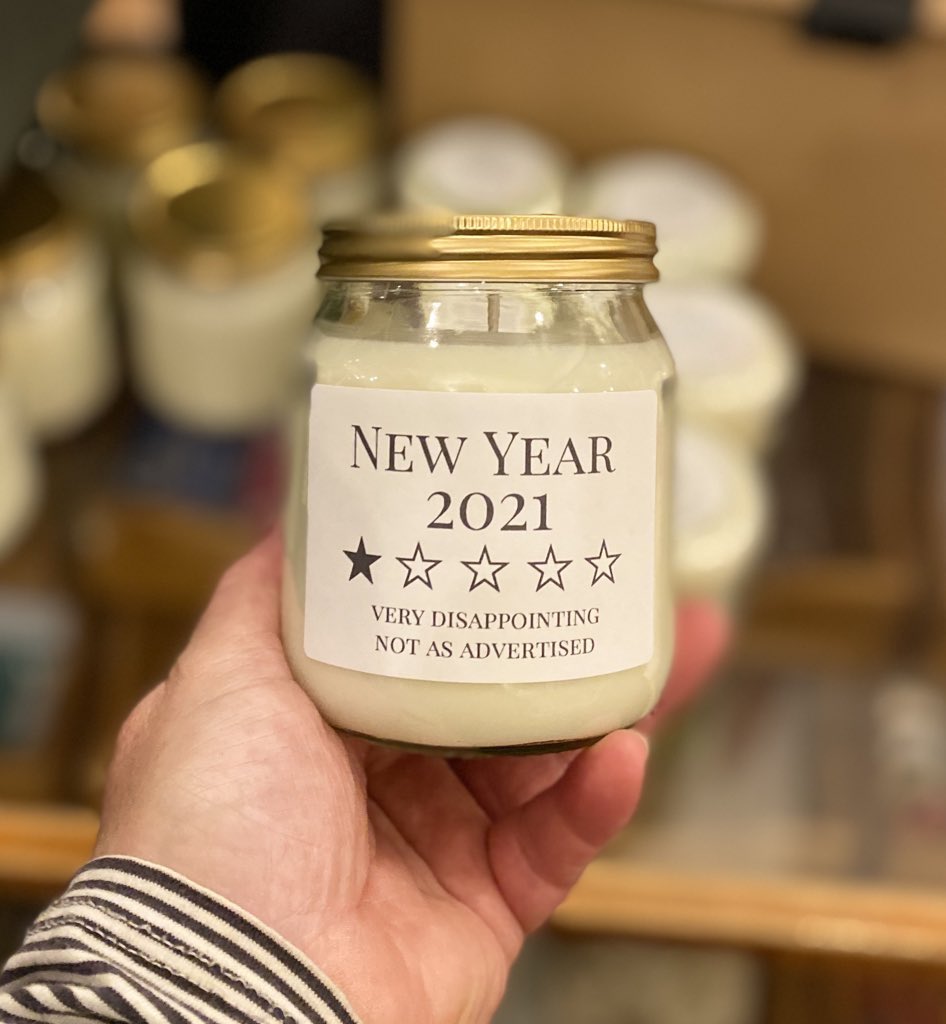 New Year
2021
★☆☆☆☆
VERY DISAPPOINTING
NOT AS ADVERTISED